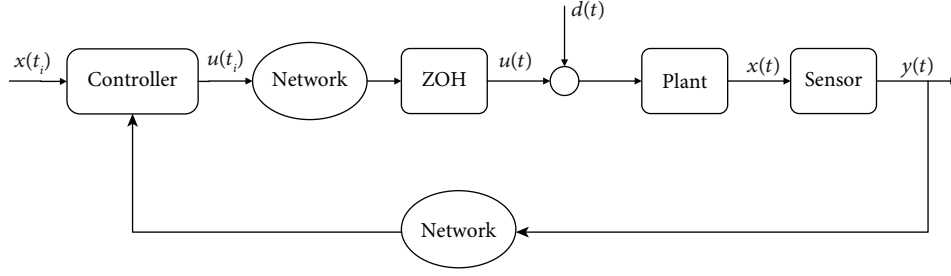 d(t)
x(t_i)
Controller
u(t_i)
Network
ZOH
u(t)
Plant
x(t)
Sensor
y(t)
Network